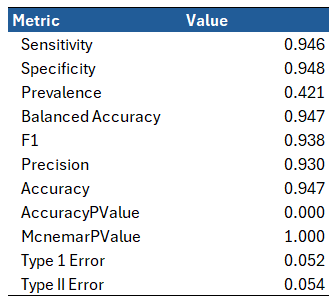 Metric Value
Sensitivity 0.946
Specificity 0.948
Prevalence 0.421
Balanced Accuracy 0.947
F1 0.938
Precision 0.930
Accuracy 0.947
AccuracyPValue 0.000
McnemarPValue 1.000
Type 1 Error 0.052
Type II Error 0.054